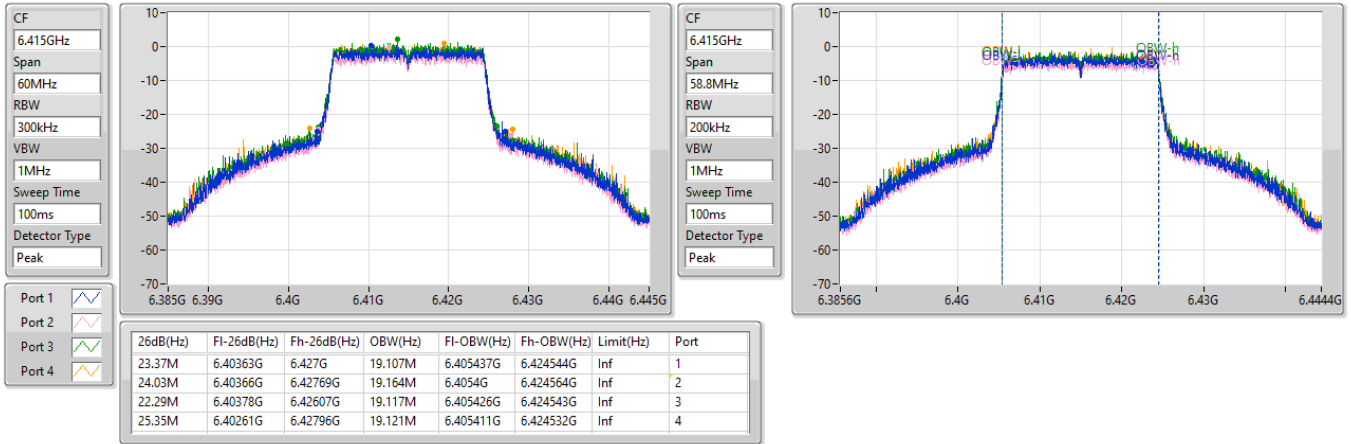 CF
6.415GHz
Span
60MHz
RBW
300kHz
VBW
1MHz
Sweep Time
100ms
Detector Type
Peak
10
0
-10
-20
-30
-40
-50
-60
-70
6.385G 6.39G 6.4G 6.41G 6.42G 6.43G 6.44G 6.445G
CF
6.415GHz
Span
58.8MHz
RBW
200kHz
VBW
1MHz
Sweep Time
100ms
Detector Type
Peak
10
0
-10
-20
-30
-40
-50
-60
-70
OBW-l OBW-h
6.3856G 6.4G 6.41G 6.42G 6.43G 6.4444G
Port 1
Port 2
Port 3
Port 4
26dB(Hz) Fl-26dB(Hz) Fh-26dB(Hz) OBW(Hz) Fl-OBW(Hz) Fh-OBW(Hz) Limit(Hz) Port
23.37M 6.40363G 6.427G 19.107M 6.405437G 6.424544G Inf 1
24.03M 6.40366G 6.42769G 19.164M 6.4054G 6.424564G Inf 2
22.29M 6.40378G 6.42607G 19.117M 6.405426G 6.424543G Inf 3
25.35M 6.40261G 6.42796G 19.121M 6.405411G 6.424532G Inf 4